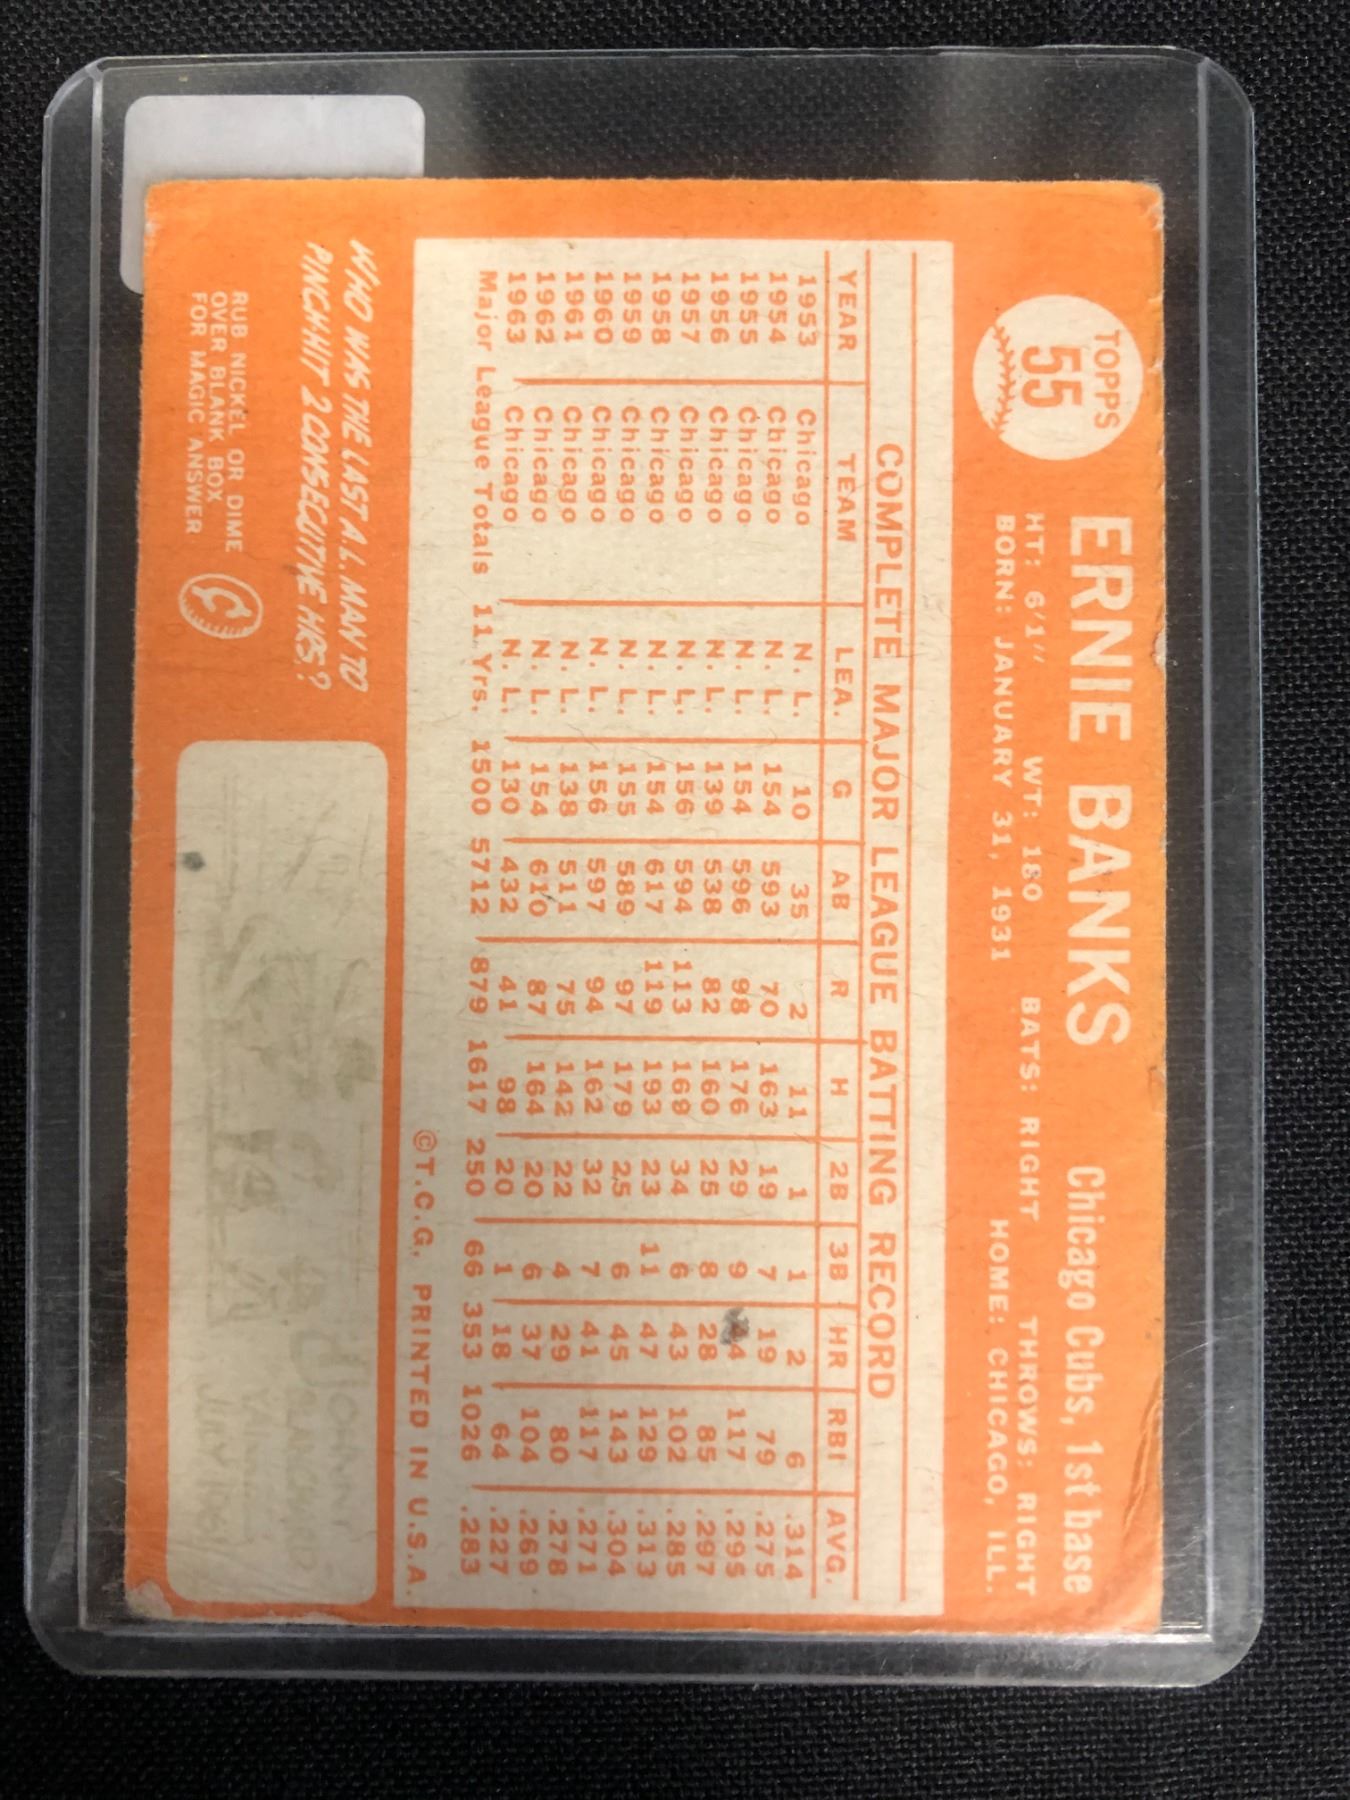 TOPPS
55
ERNIE BANKS Chicago Cubs, 1st base
HT: 6'1" WT: 180 BATS: RIGHT THROWS: RIGHT
BORN: JANUARY 31, 1931 HOME: CHICAGO, ILL.
COMPLETE MAJOR LEAGUE BATTING RECORD
YEAR TEAM LEA. G AB R H 2B 3B HR RBI AVG.
1953 Chicago N. L. 10 35 2 11 1 1 2 6 .314
1954 Chicago N. L. 154 593 70 163 19 7 19 79 .275
1955 Chicago N. L. 154 596 98 176 29 9 44 117 .295
1956 Chicago N. L. 139 538 82 160 25 8 28 85 .297
1957 Chicago N. L. 156 594 113 169 34 6 43 102 .285
1958 Chicago N. L. 154 617 119 193 23 11 47 129 .313
1959 Chicago N. L. 155 589 97 179 25 6 45 143 .304
1960 Chicago N. L. 156 597 94 162 32 7 41 117 .271
1961 Chicago N. L. 138 511 75 142 22 4 29 80 .278
1962 Chicago N. L. 154 610 87 164 20 6 37 104 .269
1963 Chicago N. L. 130 432 41 98 20 1 18 64 .227
Major League Totals 11 Yrs. 1500 5712 879 1617 250 66 353 1026 .283
©T.C.G. PRINTED IN U.S.A.
WHO WAS THE LAST A.L. MAN TO
PINCH-HIT 2 CONSECUTIVE HRS?
RUB NICKEL OR DIME
OVER BLANK BOX
FOR MAGIC ANSWER
JOHNNY
BLANCHARD
JULY 1961